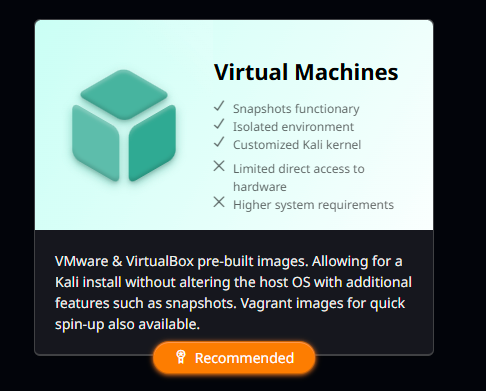 Virtual Machines
Snapshots functionary
Isolated environment
Customized Kali kernel
Limited direct access to
hardware
Higher system requirements
VMware & VirtualBox pre-built images. Allowing for a
Kali install without altering the host OS with additional
features such as snapshots. Vagrant images for quick
spin-up also available.
Recommended